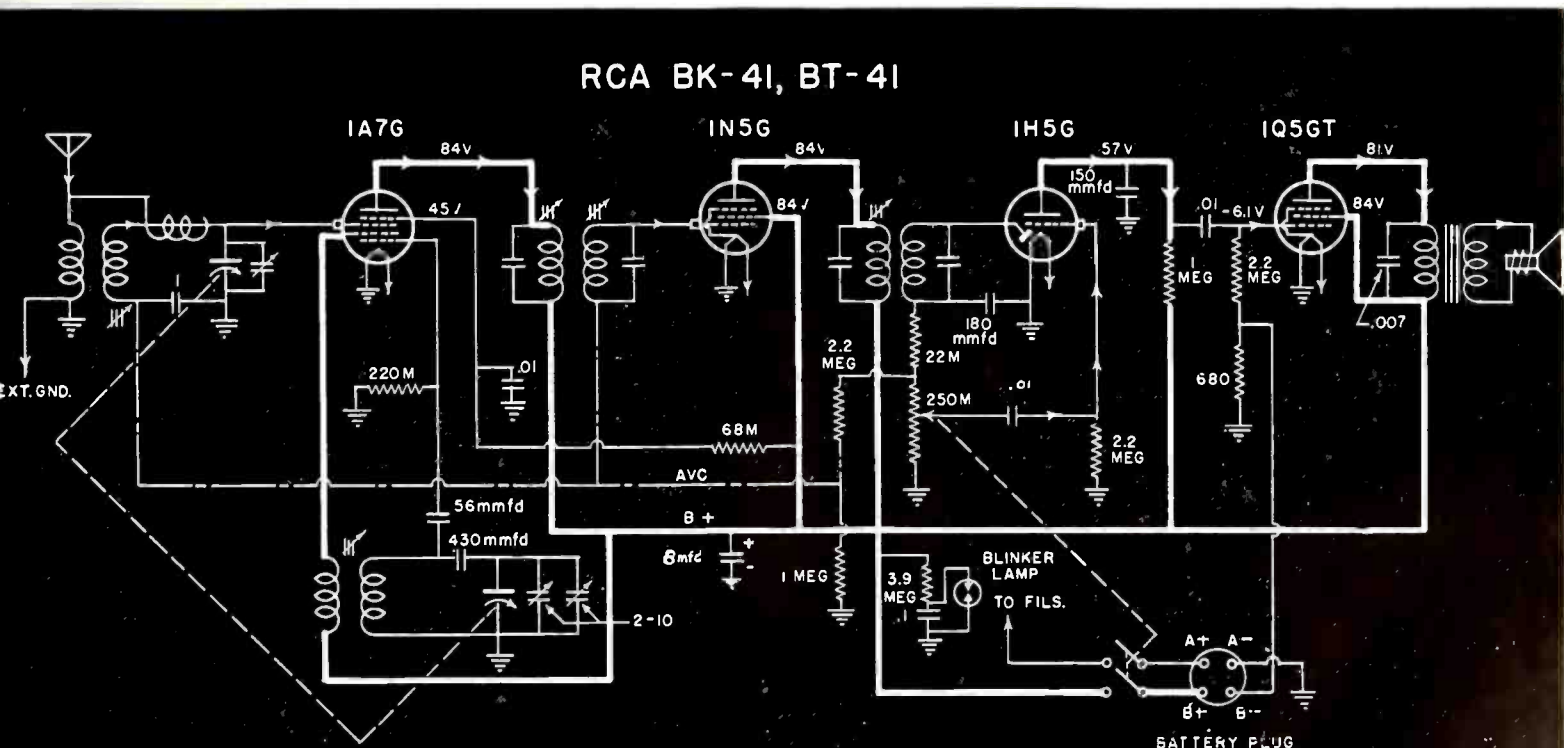 RCA BK-41, BT-41
1A7G
1N5G
1H5G
1Q5GT
84V
84V
57V
81V
150
mmfd
45V
84V
84V
.01
-6.1V
.1
1
MEG
2.2
MEG
180
mmfd
.007
EXT. GND.
2.2
MEG
22M
220M
.01
680
250M
.01
68M
2.2
MEG
AVC
56mmfd
B+
430mmfd
8mfd
+
-
1 MEG
3.9
MEG
.1
BLINKER
LAMP
TO FILS.
2-10
A+
A-
B+
B-
BATTERY PLUG